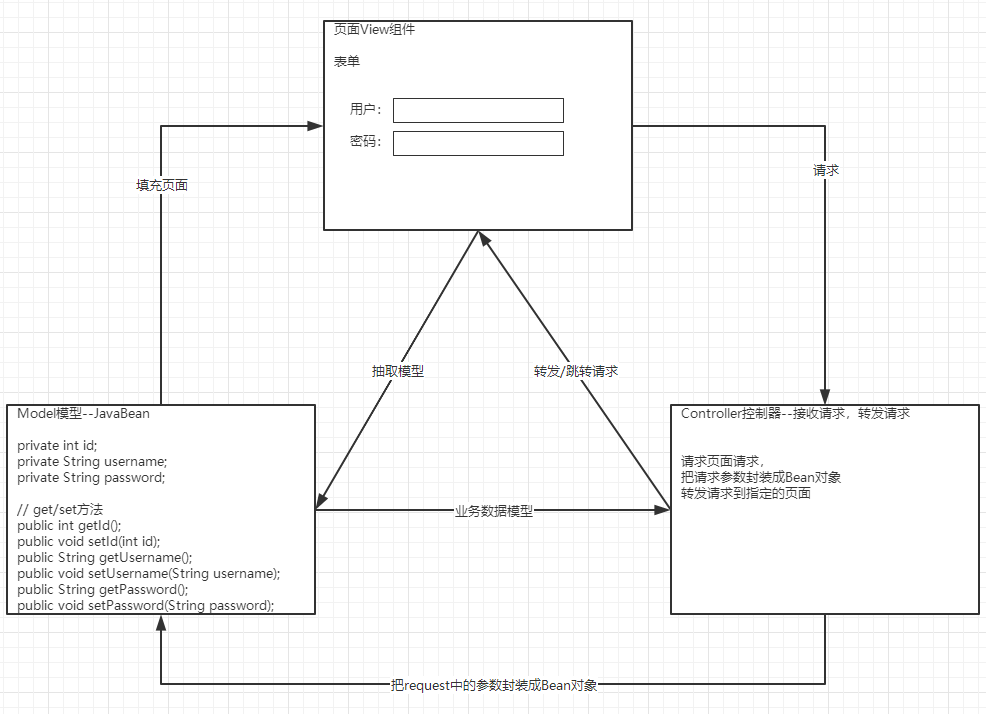 页面View组件
表单
用户：
密码：
填充页面
请求
抽取模型
转发/跳转请求
Model模型--JavaBean
private int id;
private String username;
private String password;
// get/set方法
public int getId();
public void setId(int id);
public String getUsername();
public void setUsername(String username);
public String getPassword();
public void setPassword(String password);
业务数据模型
Controller控制器--接收请求，转发请求
请求页面请求，
把请求参数封装成Bean对象
转发请求到指定的页面
把request中的参数封装成Bean对象